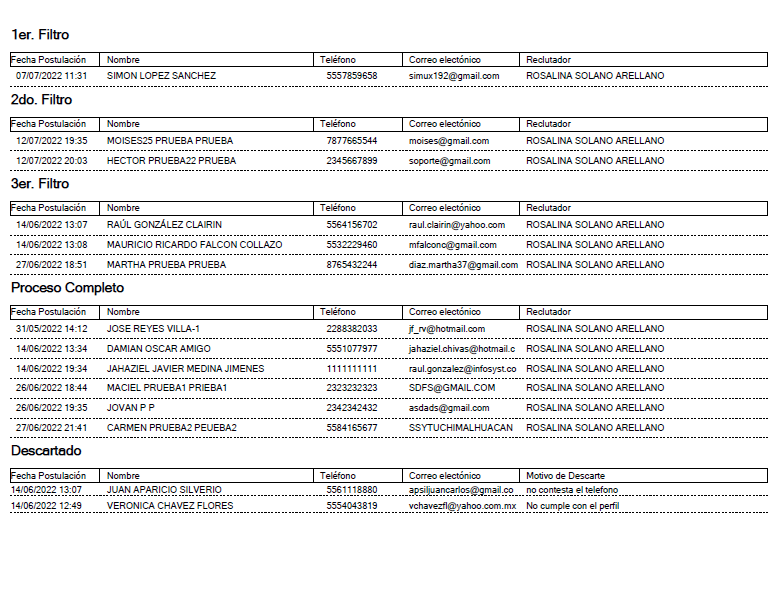 1er. Filtro
Fecha Postulación Nombre Teléfono Correo electónico Reclutador
07/07/2022 11:31 SIMON LOPEZ SANCHEZ 5557859658 simux192@gmail.com ROSALINA SOLANO ARELLANO
2do. Filtro
Fecha Postulación Nombre Teléfono Correo electónico Reclutador
12/07/2022 19:35 MOISES25 PRUEBA PRUEBA 7877665544 moises@gmail.com ROSALINA SOLANO ARELLANO
12/07/2022 20:03 HECTOR PRUEBA22 PRUEBA 2345667899 soporte@gmail.com ROSALINA SOLANO ARELLANO
3er. Filtro
Fecha Postulación Nombre Teléfono Correo electónico Reclutador
14/06/2022 13:07 RAÚL GONZÁLEZ CLAIRIN 5564156702 raul.clairin@yahoo.com ROSALINA SOLANO ARELLANO
14/06/2022 13:08 MAURICIO RICARDO FALCON COLLAZO 5532229460 mfalconc@gmail.com ROSALINA SOLANO ARELLANO
27/06/2022 18:51 MARTHA PRUEBA PRUEBA 8765432244 diaz.martha37@gmail.com ROSALINA SOLANO ARELLANO
Proceso Completo
Fecha Postulación Nombre Teléfono Correo electónico Reclutador
31/05/2022 14:12 JOSE REYES VILLA-1 2288382033 jf_rv@hotmail.com ROSALINA SOLANO ARELLANO
14/06/2022 13:34 DAMIAN OSCAR AMIGO 5551077977 jahaziel.chivas@hotmail.c ROSALINA SOLANO ARELLANO
14/06/2022 19:34 JAHAZIEL JAVIER MEDINA JIMENES 1111111111 raul.gonzalez@infosyst.co ROSALINA SOLANO ARELLANO
26/06/2022 18:44 MACIEL PRUEBA1 PRIEBA1 2323232323 SDFS@GMAIL.COM ROSALINA SOLANO ARELLANO
26/06/2022 19:35 JOVAN P P 2342342432 asdads@gmail.com ROSALINA SOLANO ARELLANO
27/06/2022 21:41 CARMEN PRUEBA2 PEUEBA2 5584165677 SSYTUCHIMALHUACAN ROSALINA SOLANO ARELLANO
Descartado
Fecha Postulación Nombre Teléfono Correo electónico Motivo de Descarte
14/06/2022 13:07 JUAN APARICIO SILVERIO 5561118880 apsiljuancarlos@gmail.co no contesta el telefono
14/06/2022 12:49 VERONICA CHAVEZ FLORES 5554043819 vchavezfl@yahoo.com.mx No cumple con el perfil